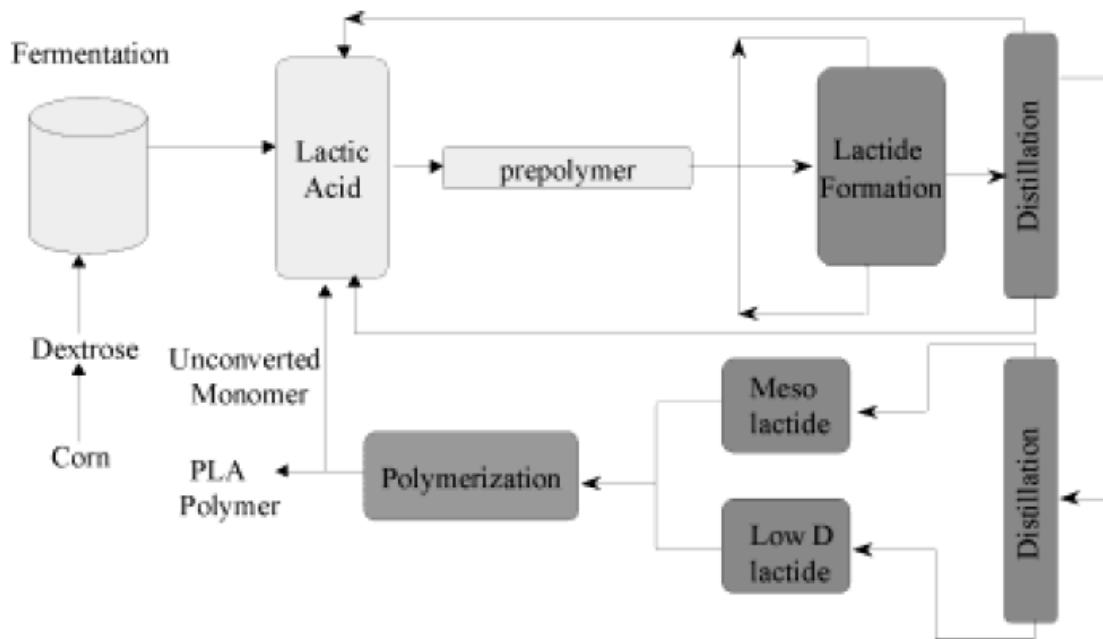 Fermentation
Lactic
Acid
prepolymer
Lactide
Formation
Distillation
Dextrose
Corn
Unconverted
Monomer
PLA
Polymer
Polymerization
Meso
lactide
Low D
lactide
Distillation